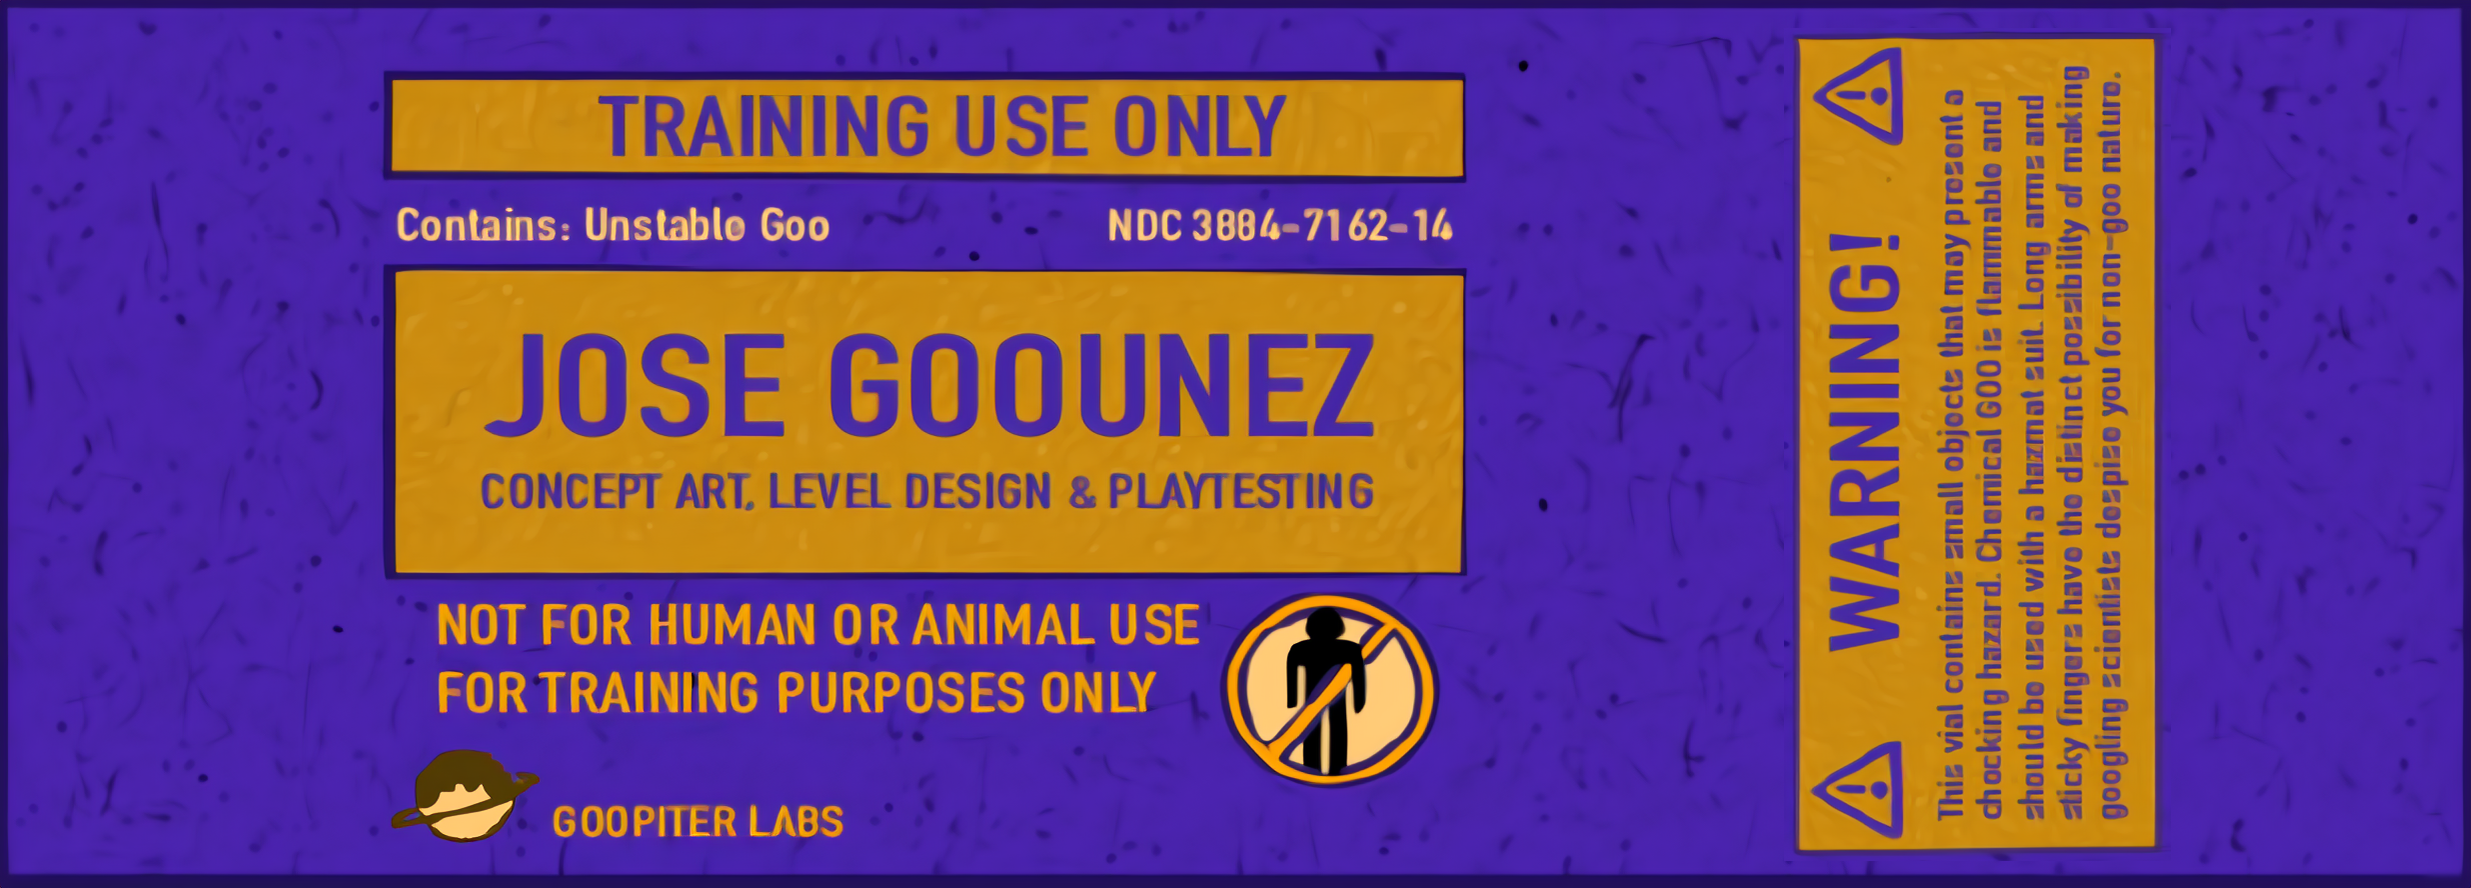 TRAINING USE ONLY
Contains: Unstable Goo
NDC 3884-7162-14
JOSE GOOUNEZ
CONCEPT ART, LEVEL DESIGN & PLAYTESTING
NOT FOR HUMAN OR ANIMAL USE
FOR TRAINING PURPOSES ONLY
GOOPITER LABS
WARNING!
This vial contains small objects that may present a
chocking hazard. Chemical GOO is flammable and
should be used with a hazmat suit. Long arms and
sticky fingers have the distinct possibility of making
googling scientists despise you for non-goo nature.